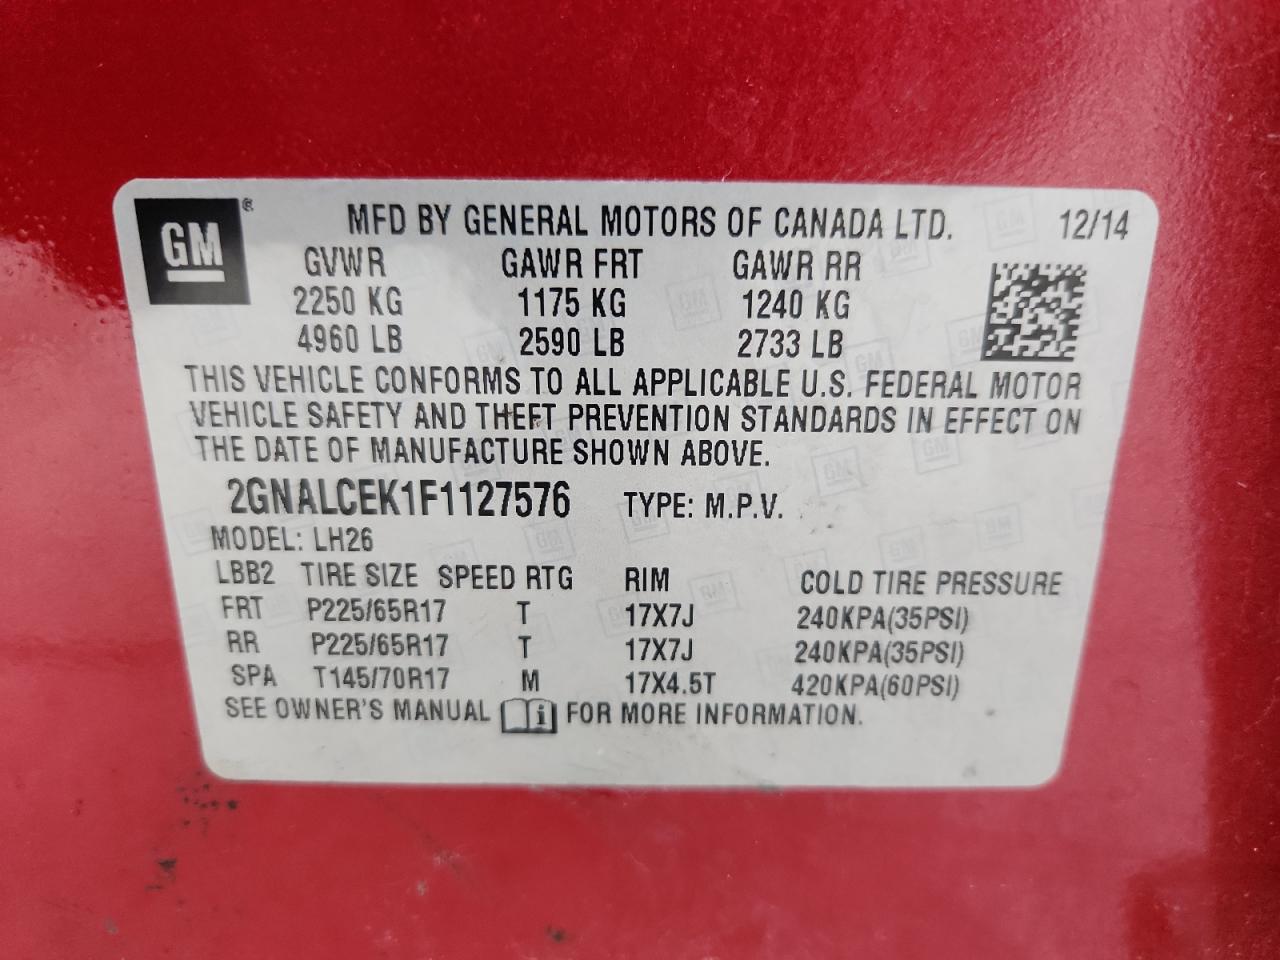 GM ® MFD BY GENERAL MOTORS OF CANADA LTD. 12/14
GVWR GAWR FRT GAWR RR
2250 KG 1175 KG 1240 KG
4960 LB 2590 LB 2733 LB
THIS VEHICLE CONFORMS TO ALL APPLICABLE U.S. FEDERAL MOTOR
VEHICLE SAFETY AND THEFT PREVENTION STANDARDS IN EFFECT ON
THE DATE OF MANUFACTURE SHOWN ABOVE.
2GNALCEK1F1127576 TYPE: M.P.V.
MODEL: LH26
LBB2 TIRE SIZE SPEED RTG RIM COLD TIRE PRESSURE
FRT P225/65R17 T 17X7J 240KPA(35PSI)
RR P225/65R17 T 17X7J 240KPA(35PSI)
SPA T145/70R17 M 17X4.5T 420KPA(60PSI)
SEE OWNER'S MANUAL i FOR MORE INFORMATION.